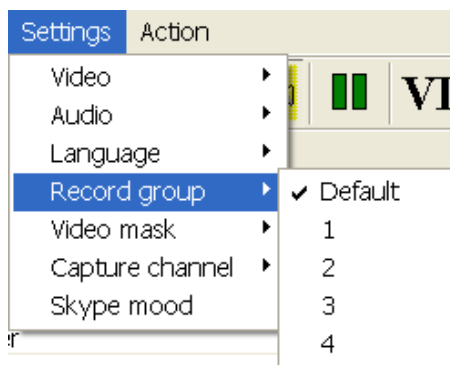 Settings Action
Video
Audio
Language
Record group
Video mask
Capture channel
Skype mood
Default
1
2
3
4